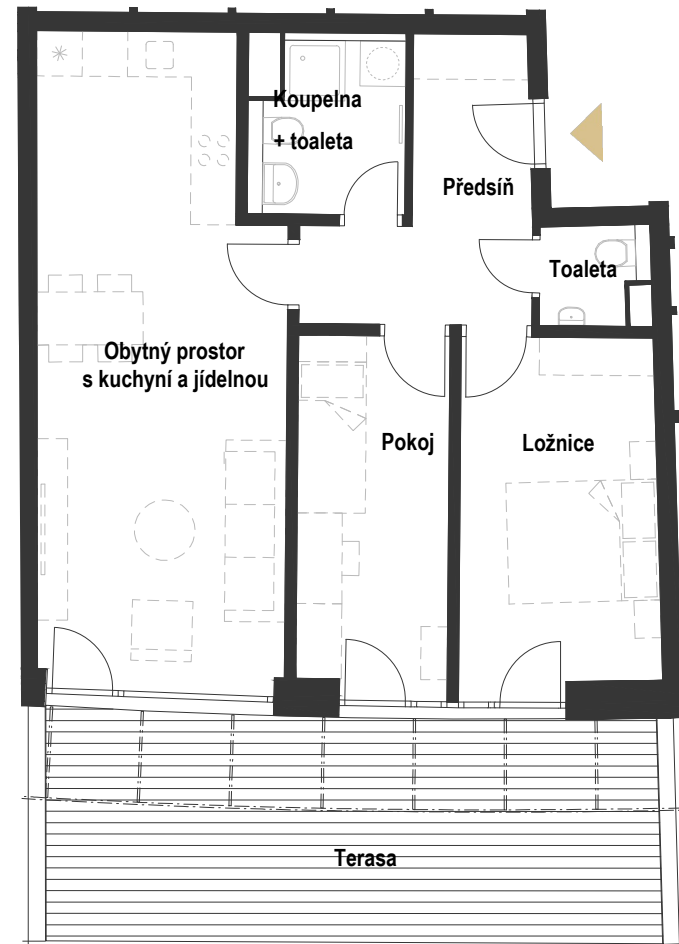 Koupelna
+ toaleta
Předsíň
Toaleta
Obytný prostor
s kuchyní a jídelnou
Pokoj
Ložnice
Terasa